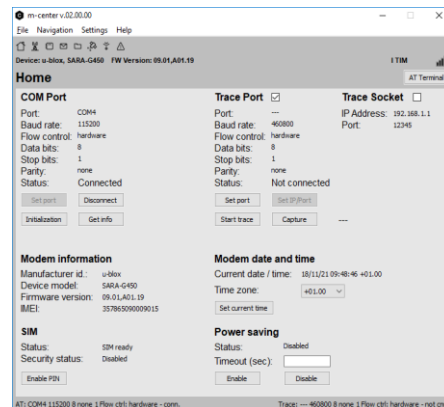 m-center v.02.00.00
File Navigation Settings Help
Device: u-blox, SARA-G450 FW Version: 09.01,A01.19 I TIM
Home AT Terminal
COM Port Trace Port Trace Socket
Port: COM4 Port: --- IP Address: 192.168.1.1
Baud rate: 115200 Baud rate: 460800 Port: 12345
Flow control: hardware Flow control: hardware
Data bits: 8 Data bits: 8
Stop bits: 1 Stop bits: 1
Parity: none Parity: none
Status: Connected Status: Not connected
Set port Disconnect Set port Set IP/Port
Initialization Get info Start trace Capture ---
Modem information Modem date and time
Manufacturer id.: u-blox Current date / time: 18/11/21 09:48:46 +01.00
Device model: SARA-G450
Firmware version: 09.01,A01.19 Time zone: +01.00
IMEI: 357865090009015 Set current time
SIM Power saving
Status: SIM ready Status: Disabled
Security status: Disabled Timeout (sec):
Enable PIN Enable Disable
AT: COM4 115200 8 none 1 Flow ctrl: hardware - conn. Trace: --- 460800 8 none 1 Flow ctrl: hardware - not cor